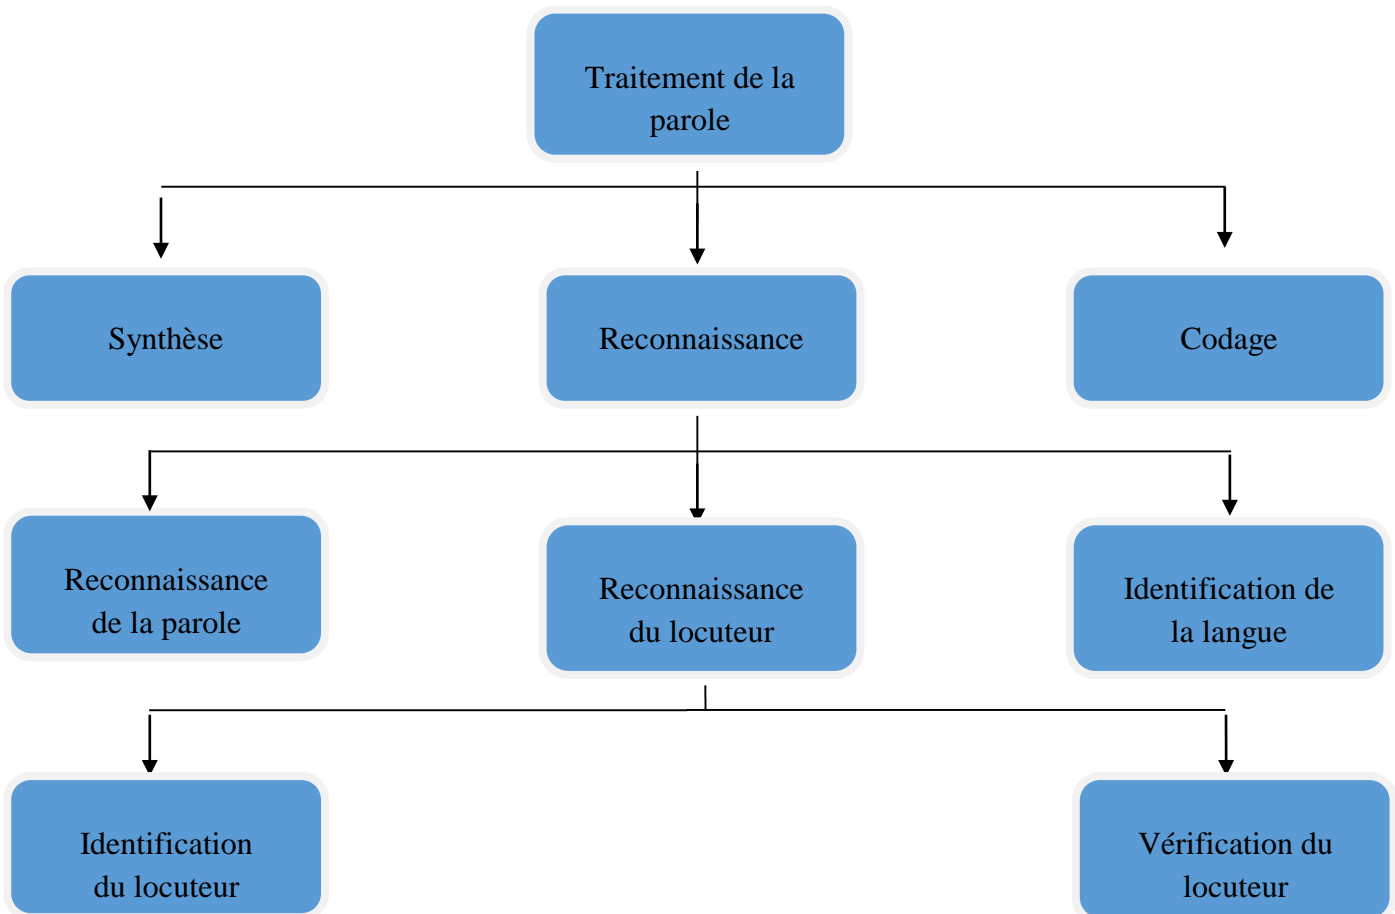 Traitement de la
parole
Synthèse
Reconnaissance
Codage
Reconnaissance
de la parole
Reconnaissance
du locuteur
Identification de
la langue
Identification
du locuteur
Vérification du
locuteur